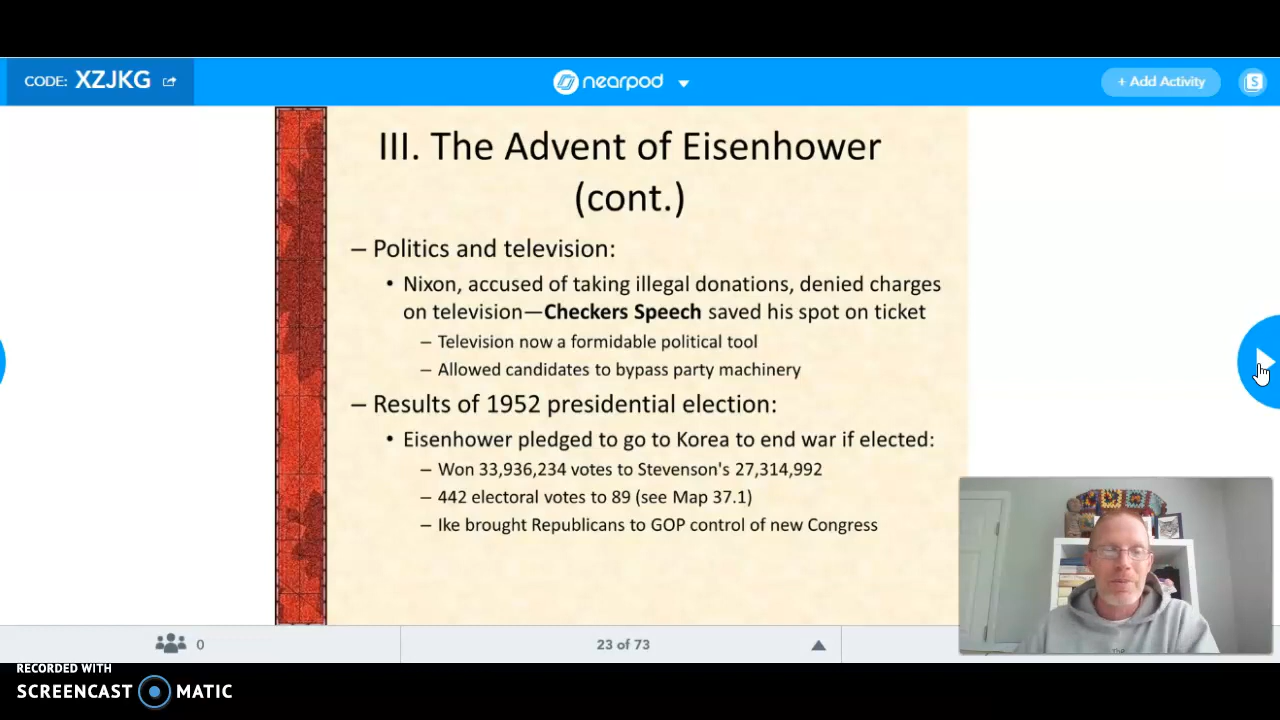 CODE: XZJKG
nearpod
+ Add Activity
S
III. The Advent of Eisenhower
(cont.)
– Politics and television:
• Nixon, accused of taking illegal donations, denied charges
on television—Checkers Speech saved his spot on ticket
– Television now a formidable political tool
– Allowed candidates to bypass party machinery
– Results of 1952 presidential election:
• Eisenhower pledged to go to Korea to end war if elected:
– Won 33,936,234 votes to Stevenson's 27,314,992
– 442 electoral votes to 89 (see Map 37.1)
– Ike brought Republicans to GOP control of new Congress
The
0
23 of 73
RECORDED WITH
SCREENCAST MATIC